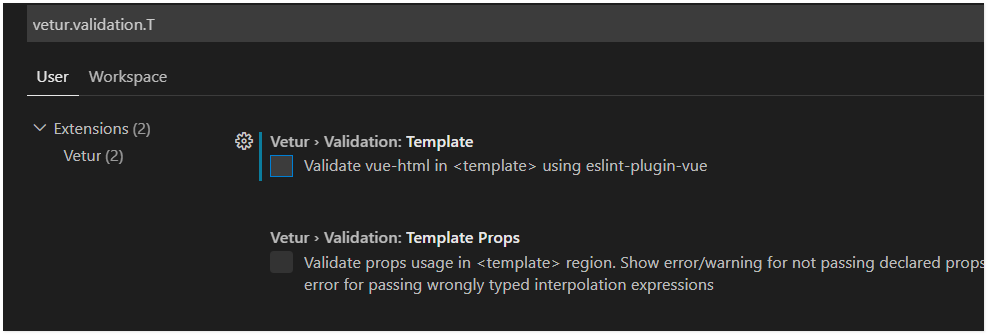 vetur.validation.T
User Workspace
Extensions (2)
Vetur (2)
Vetur › Validation: Template
Validate vue-html in <template> using eslint-plugin-vue
Vetur › Validation: Template Props
Validate props usage in <template> region. Show error/warning for not passing declared props
error for passing wrongly typed interpolation expressions